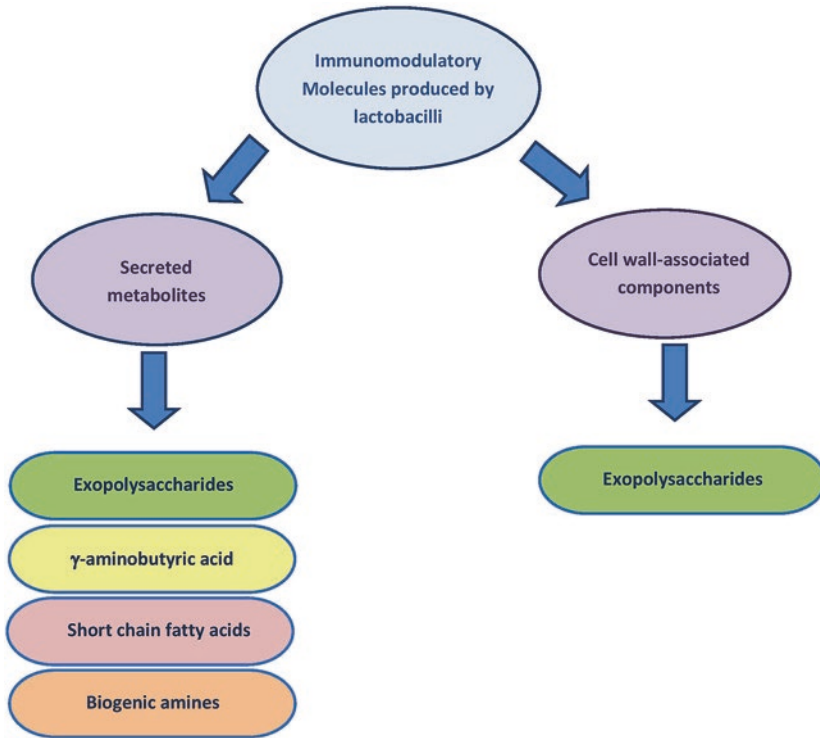 Immunomodulatory
Molecules produced by
lactobacilli
Secreted
metabolites
Cell wall-associated
components
Exopolysaccharides
γ-aminobutyric acid
Short chain fatty acids
Biogenic amines
Exopolysaccharides